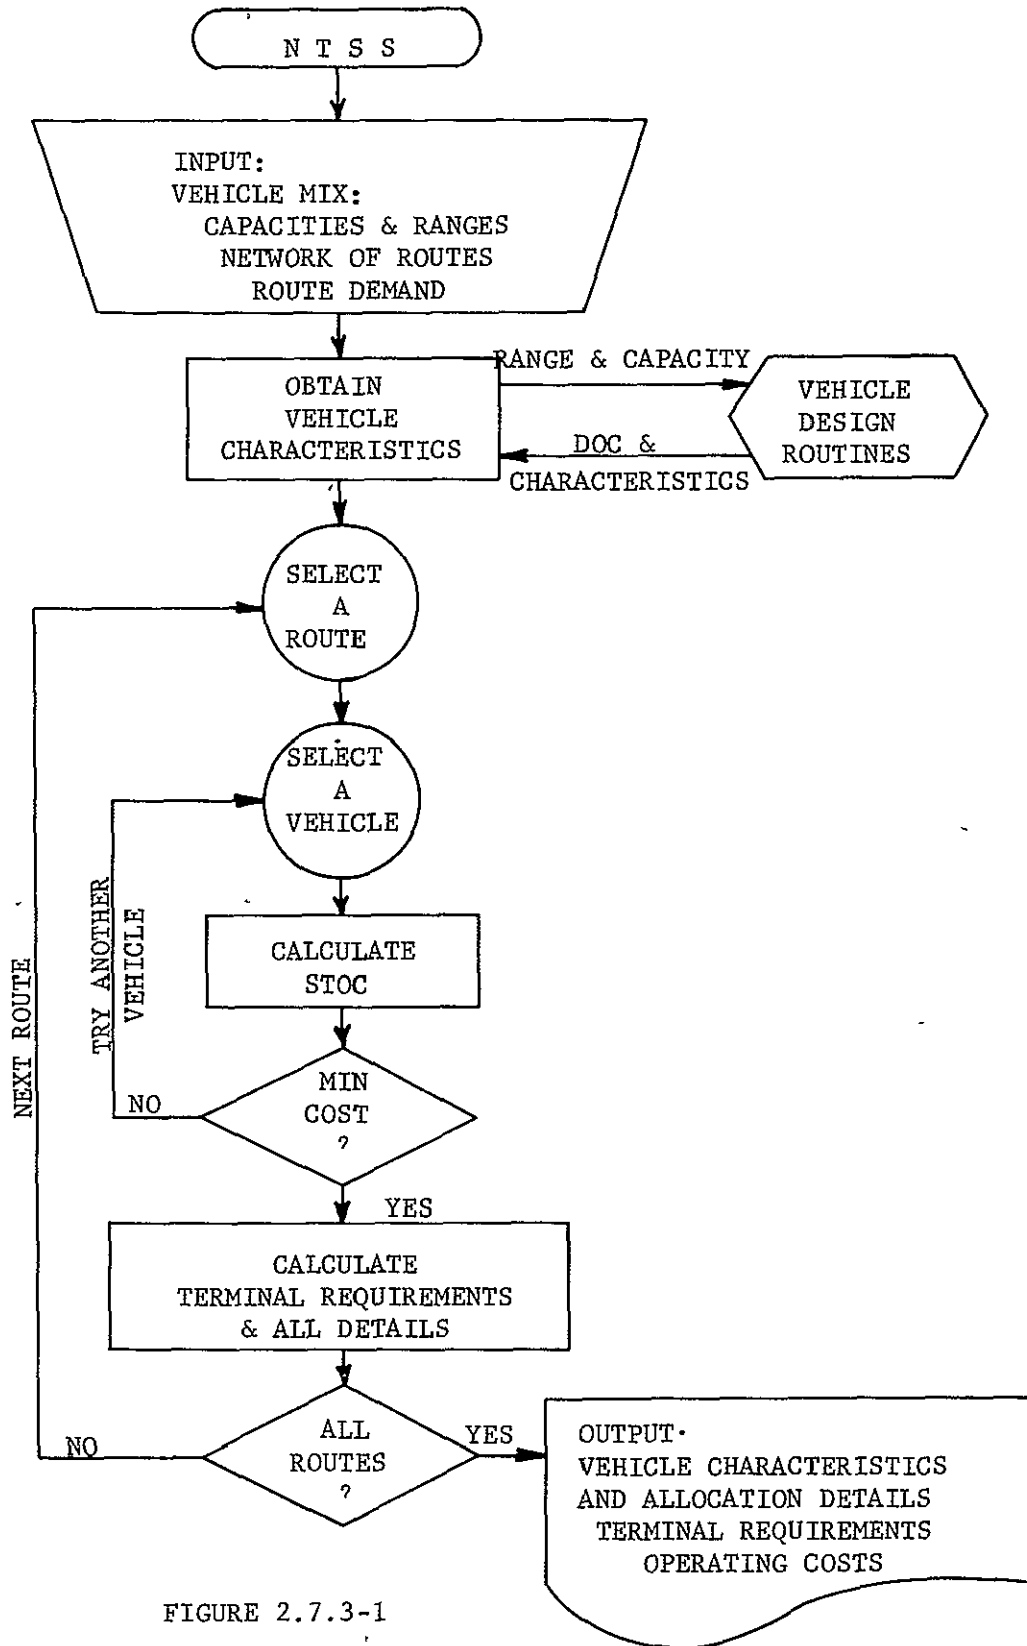 N T S S
INPUT:
VEHICLE MIX:
CAPACITIES & RANGES
NETWORK OF ROUTES
ROUTE DEMAND
RANGE & CAPACITY
OBTAIN
VEHICLE
CHARACTERISTICS
VEHICLE
DESIGN
ROUTINES
DOC &
CHARACTERISTICS
SELECT
A
ROUTE
SELECT
A
VEHICLE
NEXT ROUTE
TRY ANOTHER
VEHICLE
CALCULATE
STOC
MIN
COST
?
NO
YES
CALCULATE
TERMINAL REQUIREMENTS
& ALL DETAILS
ALL
ROUTES
?
NO
YES
OUTPUT·
VEHICLE CHARACTERISTICS
AND ALLOCATION DETAILS
TERMINAL REQUIREMENTS
OPERATING COSTS
FIGURE 2.7.3-1